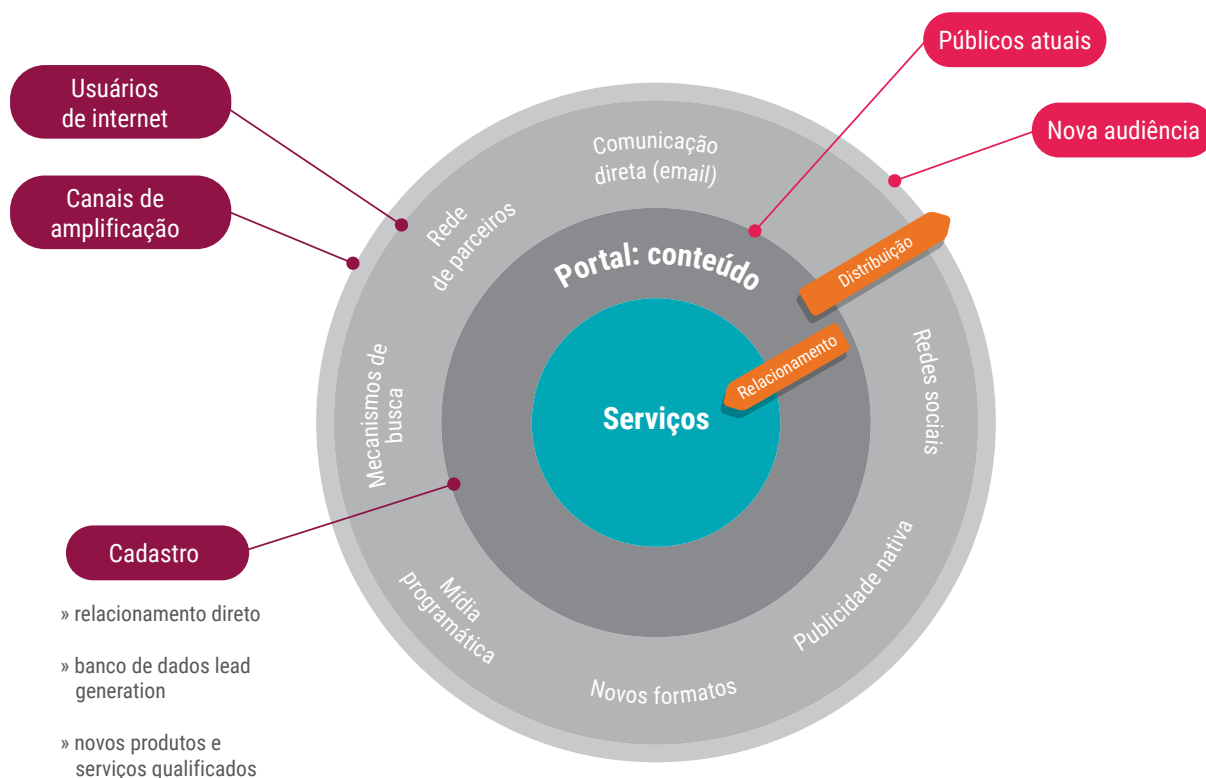 Públicos atuais
Usuários
de internet
Nova audiência
Canais de
amplificação
Comunicação
direta (email)
Rede
de parceiros
Portal: conteúdo
Distribuição
Relacionamento
Redes sociais
Mecanismos de
busca
Serviços
Cadastro
» relacionamento direto
» banco de dados lead
generation
» novos produtos e
serviços qualificados
Mídia
programática
Novos formatos
Publicidade nativa